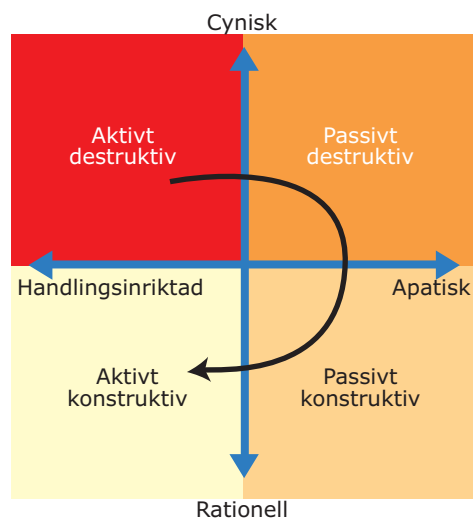 Cynisk
Aktivt
destruktiv
Passivt
destruktiv
Handlingsinriktad
Apatisk
Aktivt
konstruktiv
Passivt
konstruktiv
Rationell